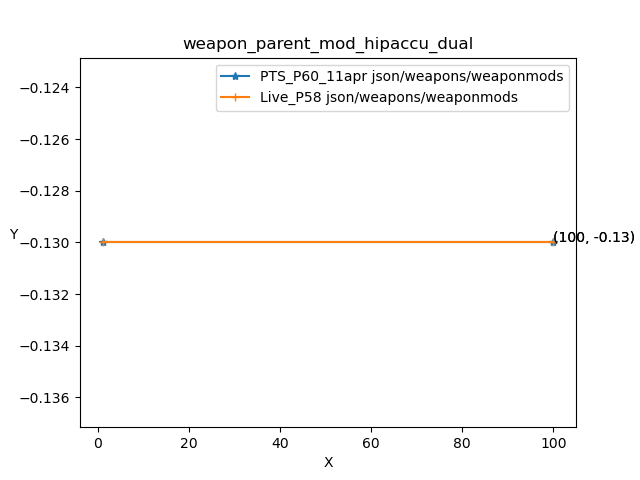 weapon_parent_mod_hipaccu_dual
PTS_P60_11apr json/weapons/weaponmods
Live_P58 json/weapons/weaponmods
−0.124
−0.126
−0.128
Y
−0.130
(100, -0.13)
−0.132
−0.134
−0.136
0
20
40
60
80
100
X